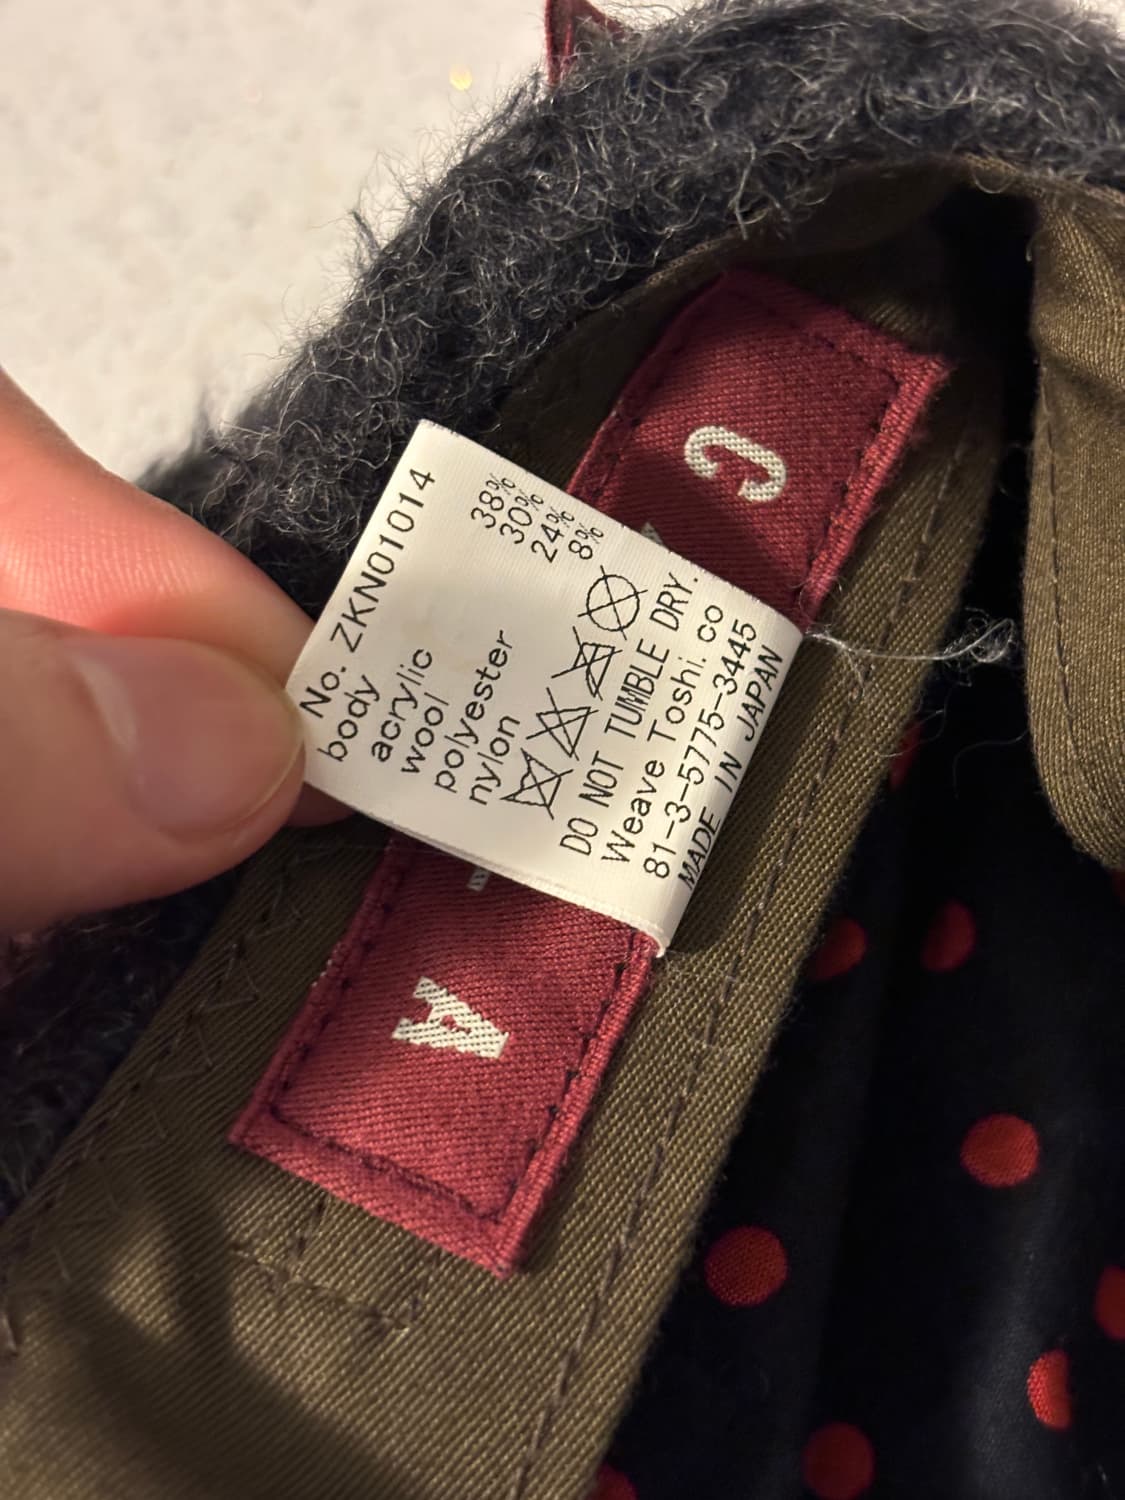 No. ZKN01014
body
acrylic 38%
wool 30%
polyester 24%
nylon 8%
DO NOT TUMBLE DRY.
Weave Toshi. co
81-3-5775-3445
MADE IN JAPAN
A
C